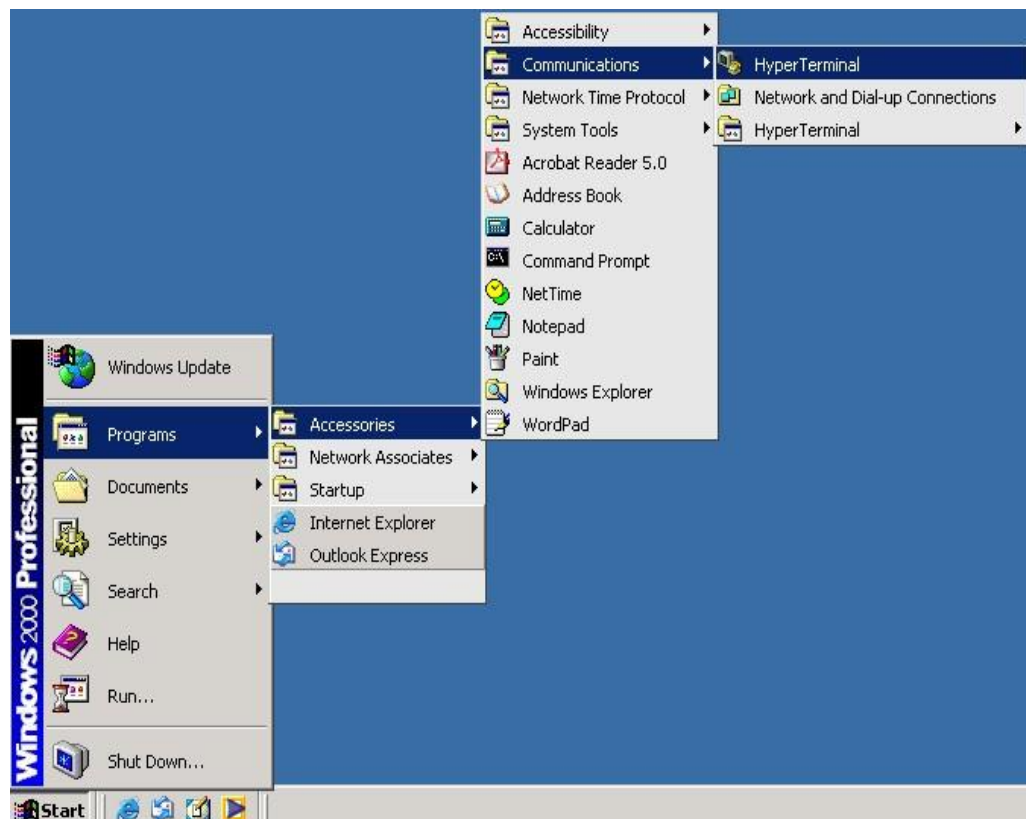 Accessibility
Communications
Network Time Protocol
System Tools
Acrobat Reader 5.0
Address Book
Calculator
Command Prompt
NetTime
Notepad
Paint
Windows Explorer
WordPad
HyperTerminal
Network and Dial-up Connections
HyperTerminal
Windows 2000 Professional
Windows Update
Programs
Documents
Settings
Search
Help
Run...
Shut Down...
Accessories
Network Associates
Startup
Internet Explorer
Outlook Express
Start